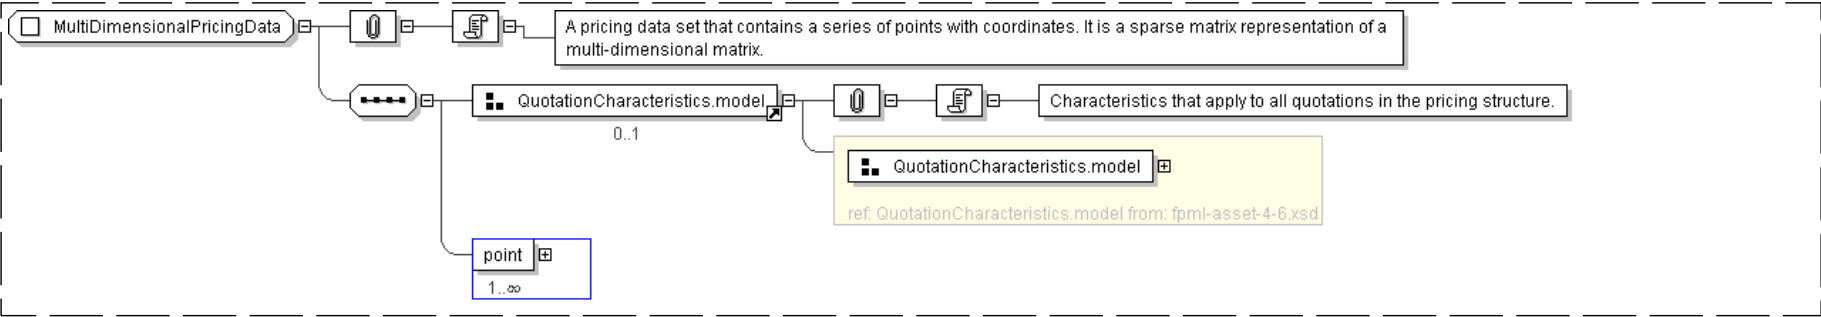 MultiDimensionalPricingData
A pricing data set that contains a series of points with coordinates. It is a sparse matrix representation of a
multi-dimensional matrix.
QuotationCharacteristics.model
Characteristics that apply to all quotations in the pricing structure.
0..1
QuotationCharacteristics.model
ref: QuotationCharacteristics.model from: fpml-asset-4-6.xsd
point
1..∞